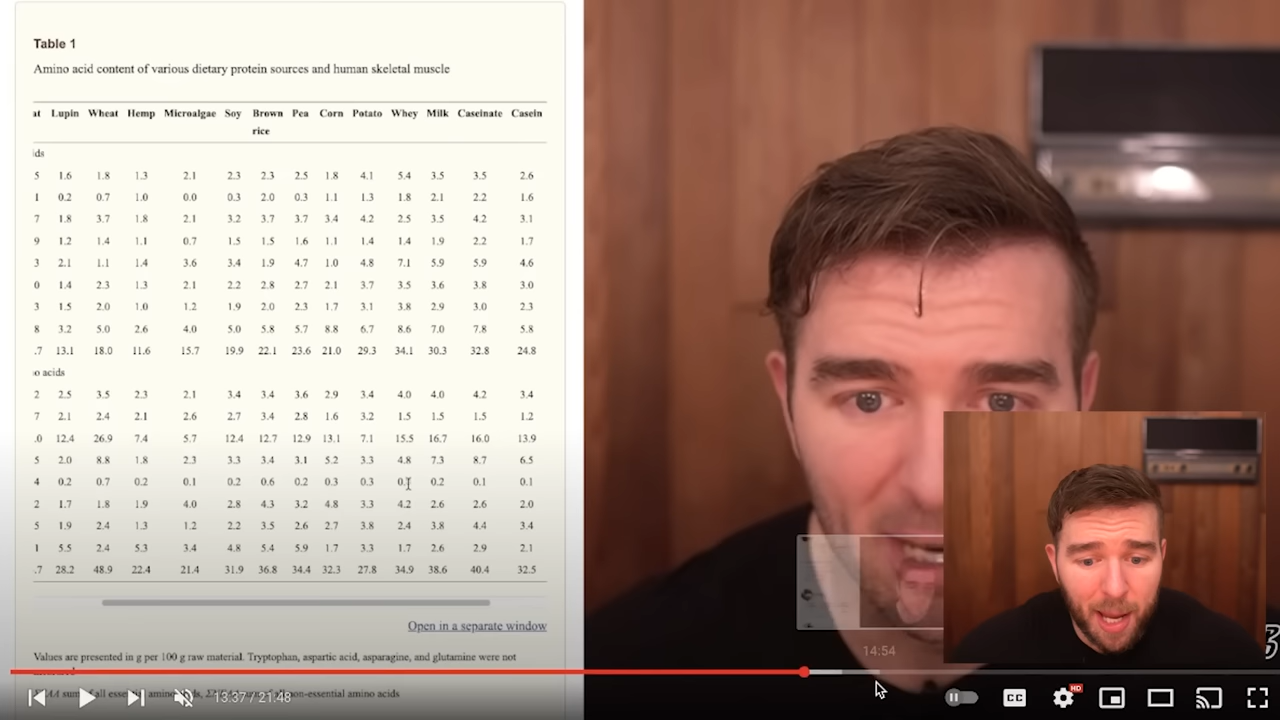 Table 1
Amino acid content of various dietary protein sources and human skeletal muscle
at Lupin Wheat Hemp Microalgae Soy Brown rice Pea Corn Potato Whey Milk Caseinate Casein
ids
5 1.6 1.8 1.3 2.1 2.3 2.3 2.5 1.8 4.1 5.4 3.5 3.5 2.6
1 0.2 0.7 1.0 0.0 0.3 2.0 0.3 1.1 1.3 1.8 2.1 2.2 1.6
7 1.8 3.7 1.8 2.1 3.2 3.7 3.7 3.4 4.2 2.5 3.5 4.2 3.1
9 1.2 1.4 1.1 0.7 1.5 1.5 1.6 1.1 1.4 1.4 1.9 2.2 1.7
3 2.1 1.1 1.4 3.6 3.4 1.9 4.7 1.0 4.8 7.1 5.9 5.9 4.6
0 1.4 2.3 1.3 2.1 2.2 2.8 2.7 2.1 3.7 3.5 3.6 3.8 3.0
3 1.5 2.0 1.0 1.2 1.9 2.0 2.3 1.7 3.1 3.8 2.9 3.0 2.3
8 3.2 5.0 2.6 4.0 5.0 5.8 5.7 8.8 6.7 8.6 7.0 7.8 5.8
.7 13.1 18.0 11.6 15.7 19.9 22.1 23.6 21.0 29.3 34.1 30.3 32.8 24.8
o acids
2 2.5 3.5 2.3 2.1 3.4 3.4 3.6 2.9 3.4 4.0 4.0 4.2 3.4
7 2.1 2.4 2.1 2.6 2.7 3.4 2.8 1.6 3.2 1.5 1.5 1.5 1.2
.0 12.4 26.9 7.4 5.7 12.4 12.7 12.9 13.1 7.1 15.5 16.7 16.0 13.9
5 2.0 8.8 1.8 2.3 3.3 3.4 3.1 5.2 3.3 4.8 7.3 8.7 6.5
4 0.2 0.7 0.2 0.1 0.2 0.6 0.2 0.3 0.3 0.2 0.1 0.1
2 1.7 1.8 1.9 4.0 2.8 4.3 3.2 4.8 3.3 4.2 2.6 2.6 2.0
5 1.9 2.4 1.3 1.2 2.2 3.5 2.6 2.7 3.8 2.4 3.8 4.4 3.4
1 5.5 2.4 5.3 3.4 4.8 5.4 5.9 1.7 3.3 1.7 2.6 2.9 2.1
.7 28.2 48.9 22.4 21.4 31.9 36.8 34.4 32.3 27.8 34.9 38.6 40.4 32.5
Open in a separate window
Values are presented in g per 100 g raw material. Tryptophan, aspartic acid, asparagine, and glutamine were not
sum of all essential amino acids, non-essential amino acids
14:54
13:37 / 21:48
CC
HD